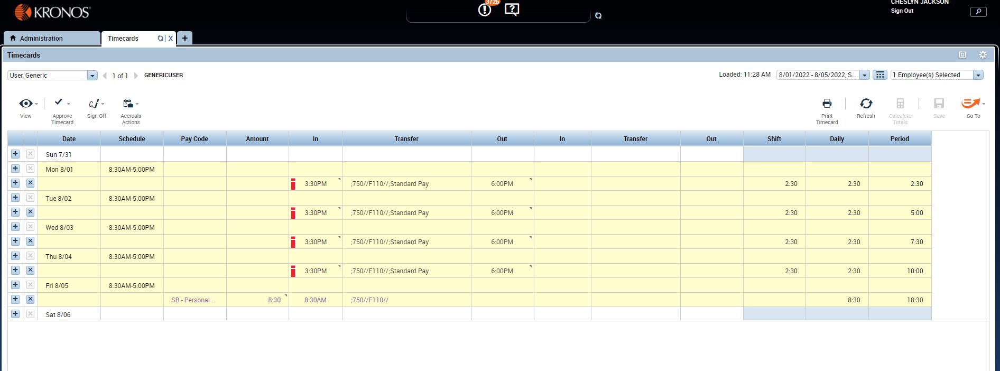 KRONOS
3726
CHESLYN JACKSON
Sign Out
Administration
Timecards X +
Timecards
User, Generic 1 of 1 GENERICUSER Loaded: 11:28 AM 8/01/2022 - 8/05/2022, S... 1 Employee(s) Selected
View Approve Timecard Sign Off Accruals Actions Print Timecard Refresh Calculate Totals Save Go To
Date Schedule Pay Code Amount In Transfer Out In Transfer Out Shift Daily Period
Sun 7/31
Mon 8/01 8:30AM-5:00PM
3:30PM ;750//F110//;Standard Pay 6:00PM 2:30 2:30 2:30
Tue 8/02 8:30AM-5:00PM
3:30PM ;750//F110//;Standard Pay 6:00PM 2:30 2:30 5:00
Wed 8/03 8:30AM-5:00PM
3:30PM ;750//F110//;Standard Pay 6:00PM 2:30 2:30 7:30
Thu 8/04 8:30AM-5:00PM
3:30PM ;750//F110//;Standard Pay 6:00PM 2:30 2:30 10:00
Fri 8/05 8:30AM-5:00PM
SB - Personal ... 8:30 8:30AM ;750//F110// 8:30 18:30
Sat 8/06